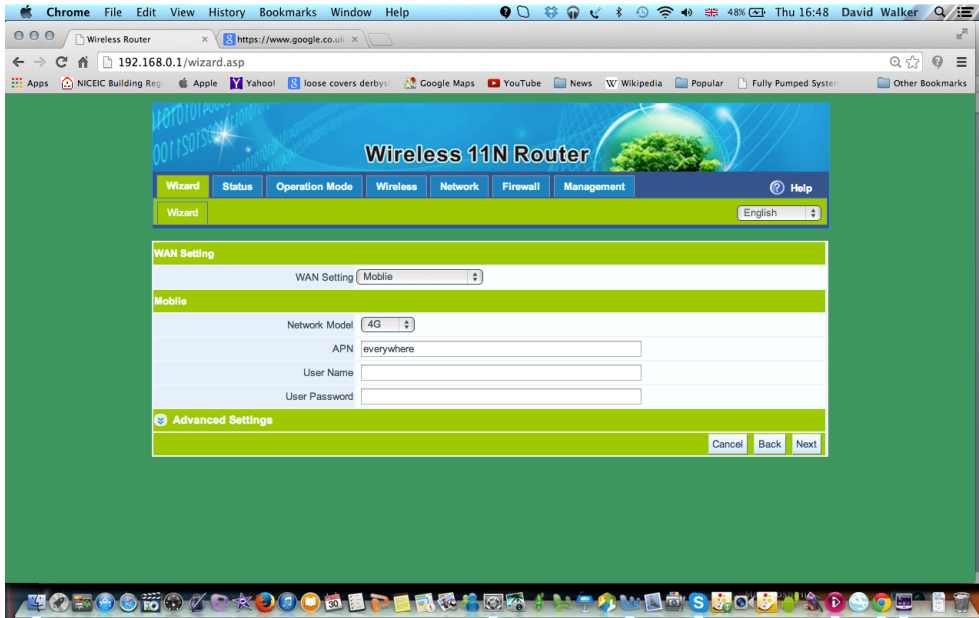 Chrome File Edit View History Bookmarks Window Help 48% Thu 16:48 David Walker
Wireless Router × https://www.google.co.uk ×
192.168.0.1/wizard.asp
Apps NICEIC Building Reg Apple Yahoo! loose covers derbys Google Maps YouTube News Wikipedia Popular Fully Pumped System Other Bookmarks
Wireless 11N Router
Wizard Status Operation Mode Wireless Network Firewall Management ? Help
Wizard English
WAN Setting
WAN Setting Moblie
Moblie
Network Model 4G
APN everywhere
User Name
User Password
Advanced Settings
Cancel Back Next